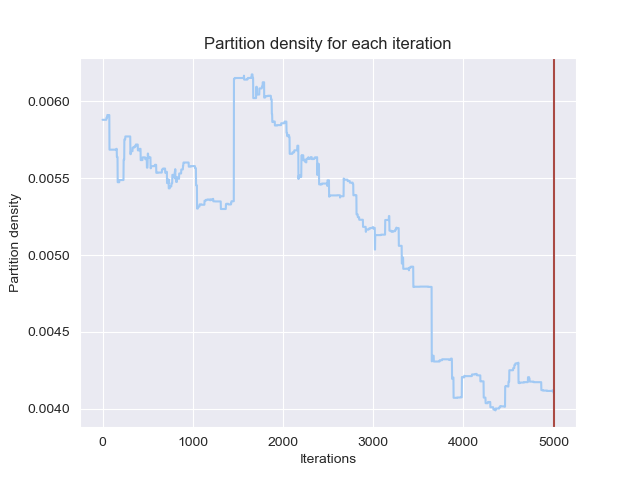 Partition density for each iteration
Partition density
0.0060
0.0055
0.0050
0.0045
0.0040
0 1000 2000 3000 4000 5000
Iterations